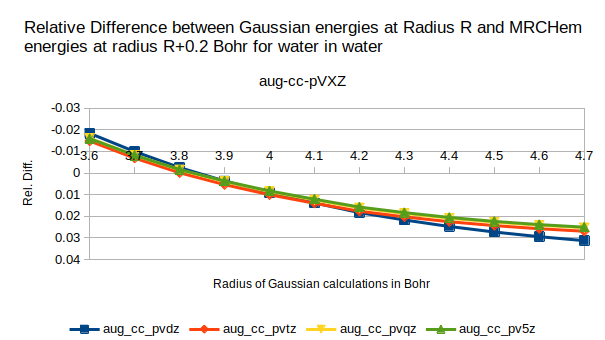 Relative Difference between Gaussian energies at Radius R and MRCHem
energies at radius R+0.2 Bohr for water in water
aug-cc-pVXZ
-0.03
-0.02
-0.01
3.6 3.7 3.8 3.9 4 4.1 4.2 4.3 4.4 4.5 4.6 4.7
0
0.01
0.02
0.03
0.04
Rel. Diff.
Radius of Gaussian calculations in Bohr
aug_cc_pvdz aug_cc_pvtz aug_cc_pvqz aug_cc_pv5z